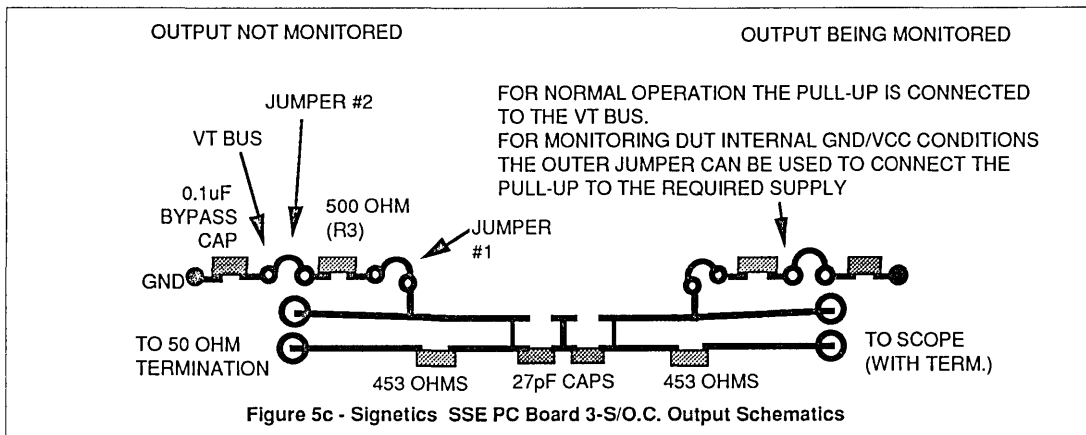 OUTPUT NOT MONITORED
OUTPUT BEING MONITORED
JUMPER #2
VT BUS
0.1uF
BYPASS
CAP
500 OHM
(R3)
JUMPER
#1
FOR NORMAL OPERATION THE PULL-UP IS CONNECTED
TO THE VT BUS.
FOR MONITORING DUT INTERNAL GND/VCC CONDITIONS
THE OUTER JUMPER CAN BE USED TO CONNECT THE
PULL-UP TO THE REQUIRED SUPPLY
GND
TO 50 OHM
TERMINATION
TO SCOPE
(WITH TERM.)
453 OHMS
27pF CAPS
453 OHMS
Figure 5c - Signetics SSE PC Board 3-S/O.C. Output Schematics